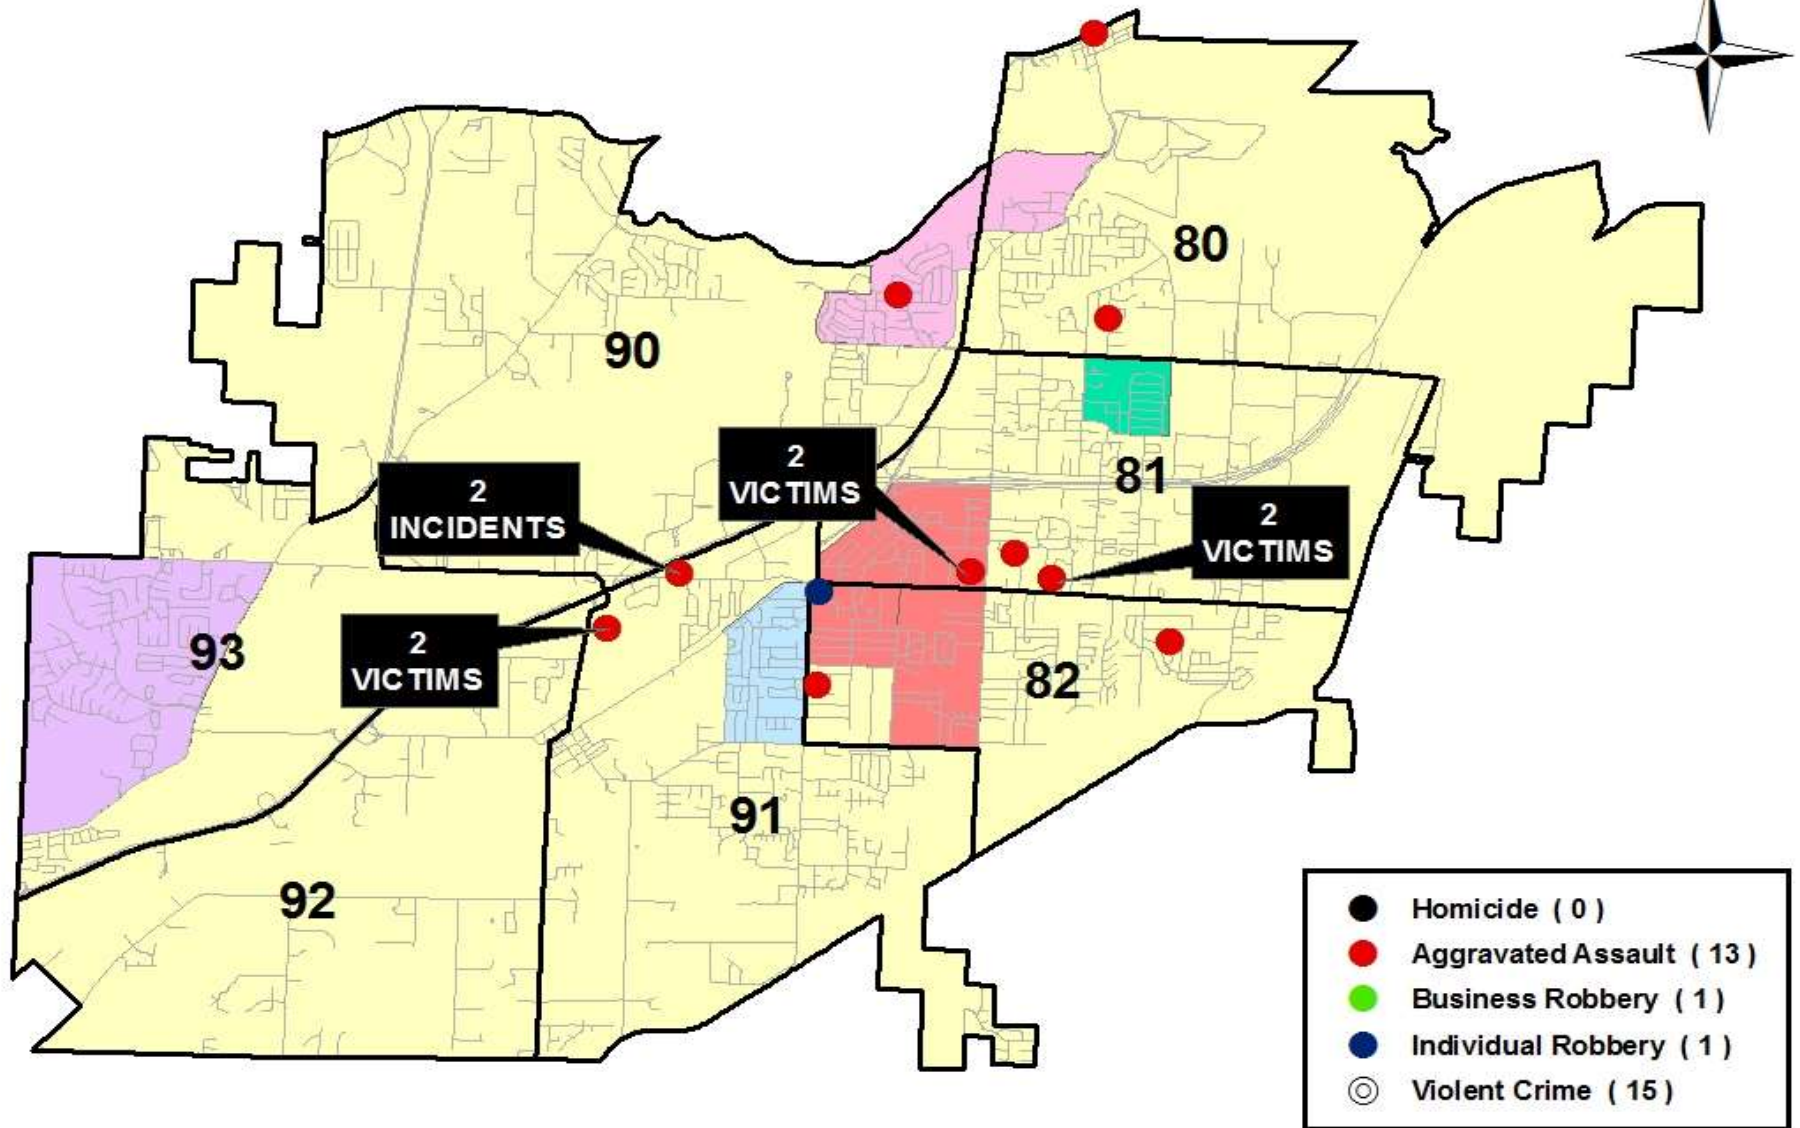 80
90
2
VICTIMS
2
INCIDENTS
81
2
VICTIMS
2
VICTIMS
93
82
91
92
Homicide ( 0 )
Aggravated Assault ( 13 )
Business Robbery ( 1 )
Individual Robbery ( 1 )
Violent Crime ( 15 )